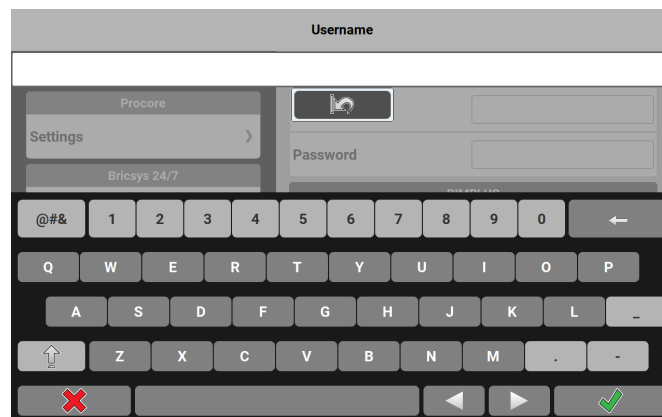 Username
Procore
Settings
Password
Bricsys 24/7
@#& 1 2 3 4 5 6 7 8 9 0
Q W E R T Y U I O P
A S D F G H J K L _
Z X C V B N M . -